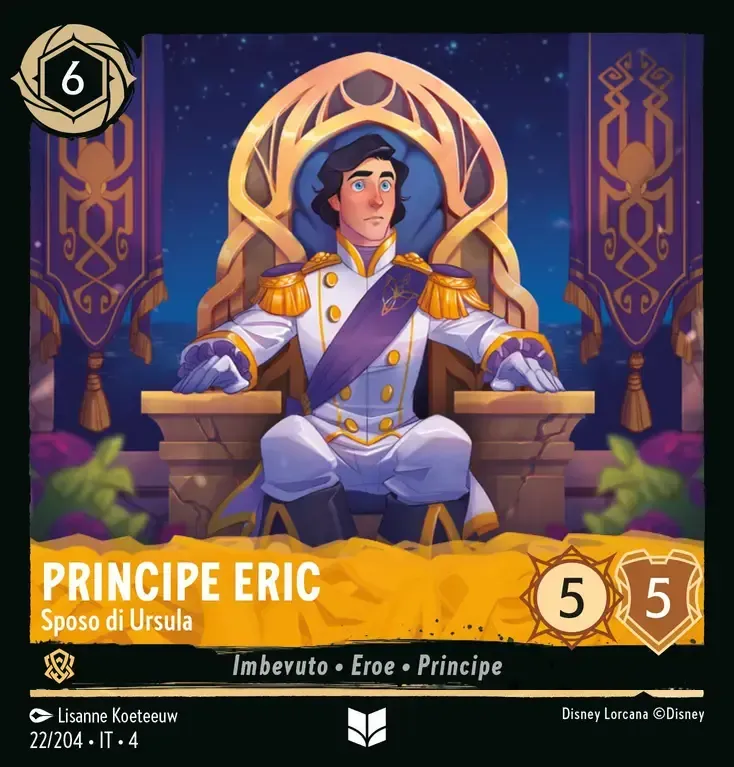 6
PRINCIPE ERIC
Sposo di Ursula
5
5
Imbevuto • Eroe • Principe
Lisanne Koeteeuw
Disney Lorcana ©Disney
22/204 • IT • 4